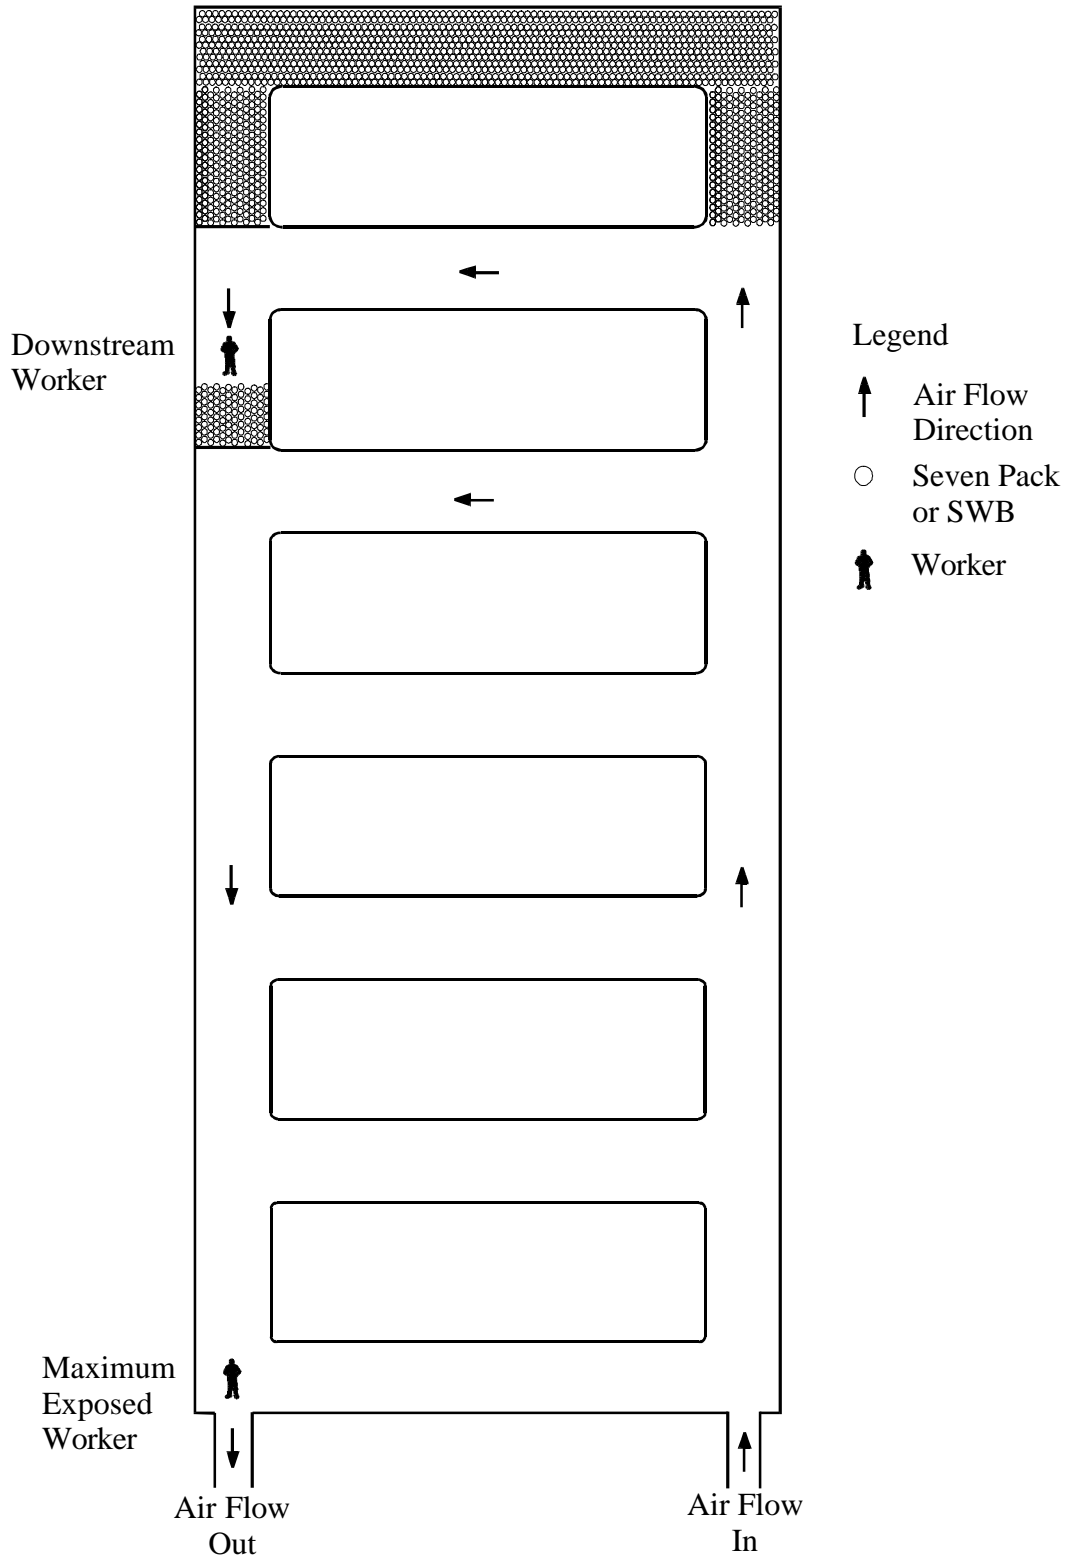 Downstream
Worker
Legend
Air Flow
Direction
Seven Pack
or SWB
Worker
Maximum
Exposed
Worker
Air Flow
Out
Air Flow
In